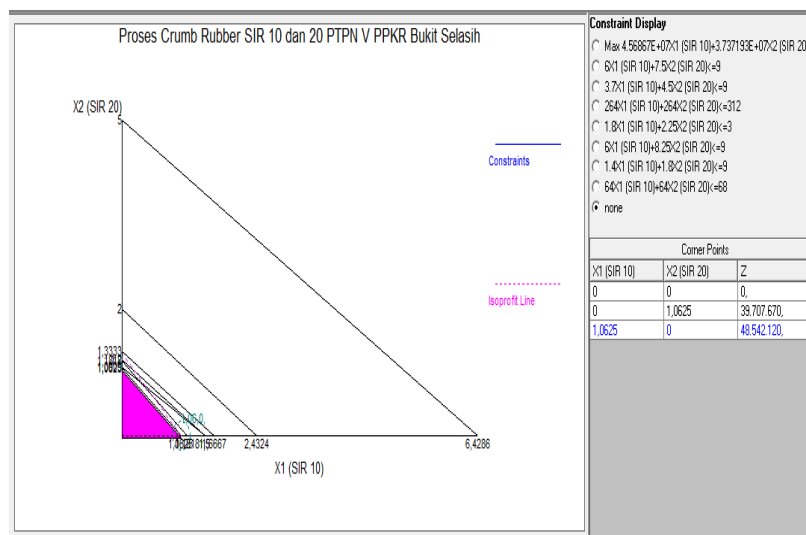 Proses Crumb Rubber SIR 10 dan 20 PTPN V PPKR Bukit Selasih
X2 (SIR 20)
5
Constraints
2
Isoprofit Line
1,3333
2,4324
6,4286
X1 (SIR 10)
Constraint Display
Max 4.56867E+07X1 (SIR 10)+3.737193E+07X2 (SIR 20
6X1 (SIR 10)+7.5X2 (SIR 20)<=9
3.7X1 (SIR 10)+4.5X2 (SIR 20)<=9
264X1 (SIR 10)+264X2 (SIR 20)<=312
1.8X1 (SIR 10)+2.25X2 (SIR 20)<=3
6X1 (SIR 10)+8.25X2 (SIR 20)<=9
1.4X1 (SIR 10)+1.8X2 (SIR 20)<=9
64X1 (SIR 10)+64X2 (SIR 20)<=68
none
Corner Points
X1 (SIR 10) X2 (SIR 20) Z
0 0 0,
0 1,0625 39.707.670,
1,0625 0 48.542.120,